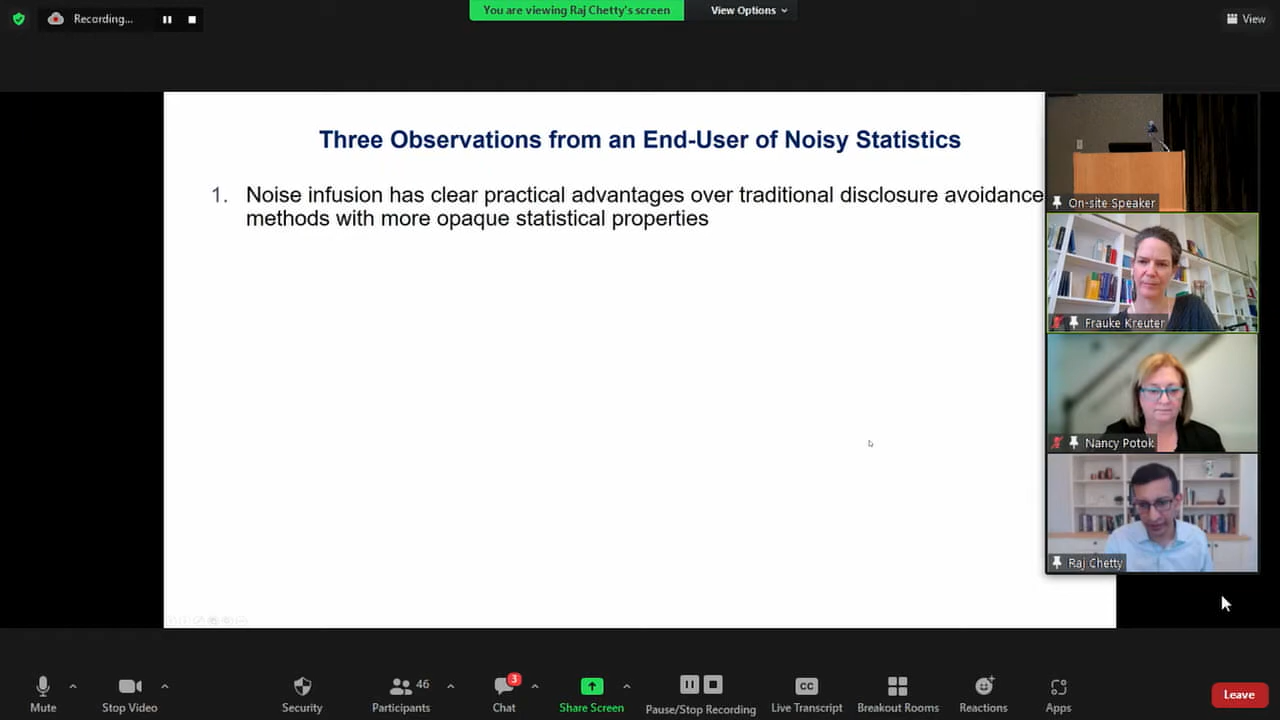 Recording...
You are viewing Raj Chetty's screen
View Options
View
Three Observations from an End-User of Noisy Statistics
1. Noise infusion has clear practical advantages over traditional disclosure avoidance
methods with more opaque statistical properties
On-site Speaker
Frauke Kreuter
Nancy Potok
Raj Chetty
Mute
Stop Video
Security
46
Participants
3
Chat
Share Screen
Pause/Stop Recording
CC
Live Transcript
Breakout Rooms
Reactions
Apps
Leave